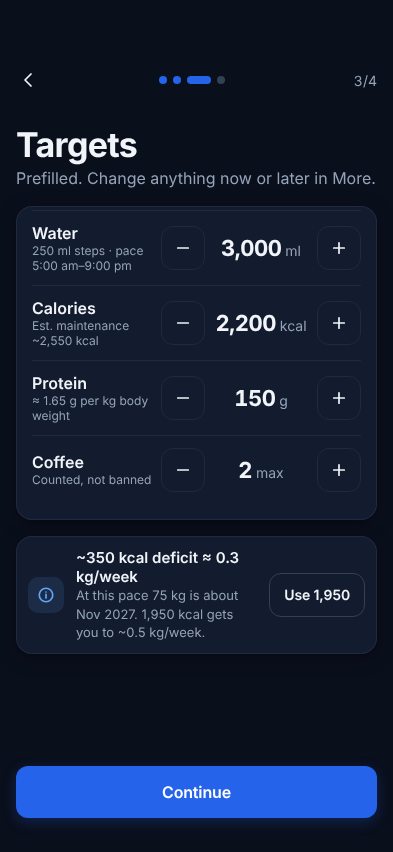 3/4
Targets
Prefilled. Change anything now or later in More.
Water
250 ml steps · pace
5:00 am–9:00 pm
− 3,000 ml +
Calories
Est. maintenance
~2,550 kcal
− 2,200 kcal +
Protein
≈ 1.65 g per kg body
weight
− 150 g +
Coffee
Counted, not banned
− 2 max +
~350 kcal deficit ≈ 0.3
kg/week
At this pace 75 kg is about
Nov 2027. 1,950 kcal gets
you to ~0.5 kg/week.
Use 1,950
Continue